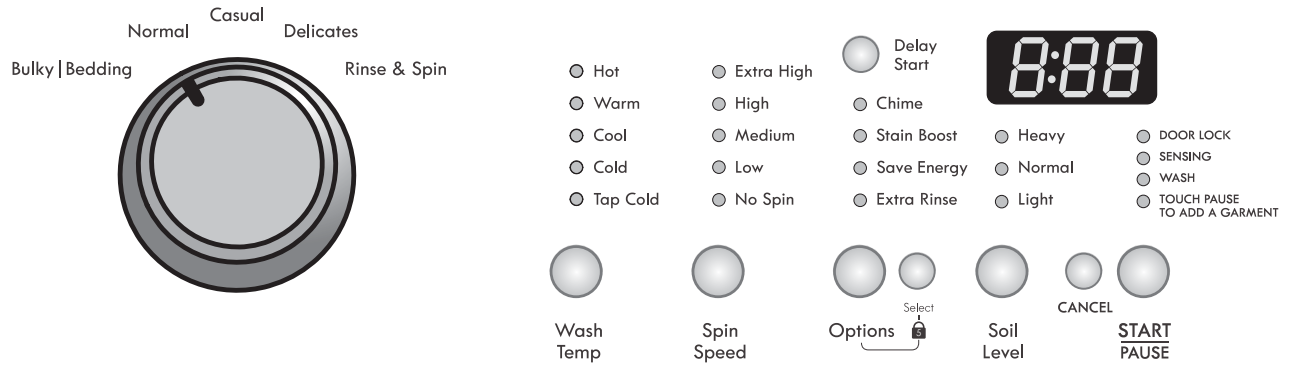 Casual
Normal
Delicates
Bulky | Bedding
Rinse & Spin
Hot
Warm
Cool
Cold
Tap Cold
Wash
Temp
Extra High
High
Medium
Low
No Spin
Spin
Speed
Delay
Start
Chime
Stain Boost
Save Energy
Extra Rinse
Select
Options
5
8:88
Heavy
Normal
Light
Soil
Level
DOOR LOCK
SENSING
WASH
TOUCH PAUSE
TO ADD A GARMENT
CANCEL
START
PAUSE